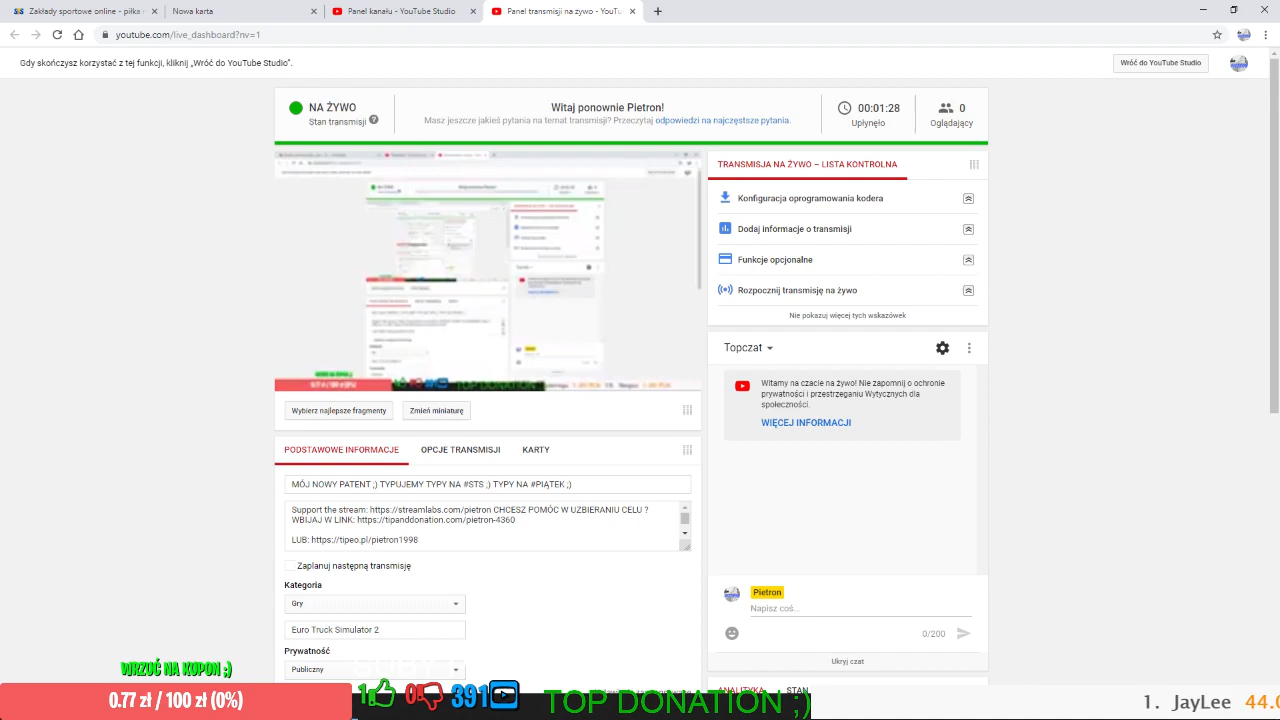 Zakłady sportowe online - piłka
Nowa karta
Panel kanału - YouTube Studio
Panel transmisji na żywo - YouTu
youtube.com/live_dashboard?nv=1
Gdy skończysz korzystać z tej funkcji, kliknij „Wróć do YouTube Studio”.
Wróć do YouTube Studio
NA ŻYWO
Stan transmisji
Witaj ponownie Pietron!
Masz jeszcze jakieś pytania na temat transmisji? Przeczytaj odpowiedzi na najczęstsze pytania.
00:01:28
Upłynęło
0
Oglądający
TRANSMISJA NA ŻYWO – LISTA KONTROLNA
Konfiguracja oprogramowania kodera
Dodaj informacje o transmisji
Funkcje opcjonalne
Rozpocznij transmisję na żywo
Nie pokazuj więcej tych wskazówek
Topczat
Witamy na czacie na żywo! Nie zapomnij o ochronie
prywatności i przestrzeganiu Wytycznych dla
społeczności.
WIĘCEJ INFORMACJI
Wybierz najlepsze fragmenty
Zmień miniaturę
PODSTAWOWE INFORMACJE
OPCJE TRANSMISJI
KARTY
MÓJ NOWY PATENT ;) TYPUJEMY TYPY NA #STS ;) TYPY NA #PIĄTEK ;)
Support the stream: https://streamlabs.com/pietron CHCESZ POMÓC W UZBIERANIU CELU ?
WBIJAJ W LINK: https://tipanddonation.com/pietron-4360
LUB: https://tipeo.pl/pietron1998
Zaplanuj następną transmisję
Kategoria
Gry
Euro Truck Simulator 2
Prywatność
Publiczny
Pietron
Napisz coś...
0/200
Ukryj czat
ANALITYKA
STAN
WRZUĆ NA KUPON ;)
0.77 zł / 100 zł (0%)
1
0
391
TOP DONATION ;)
1. JayLee 44.0